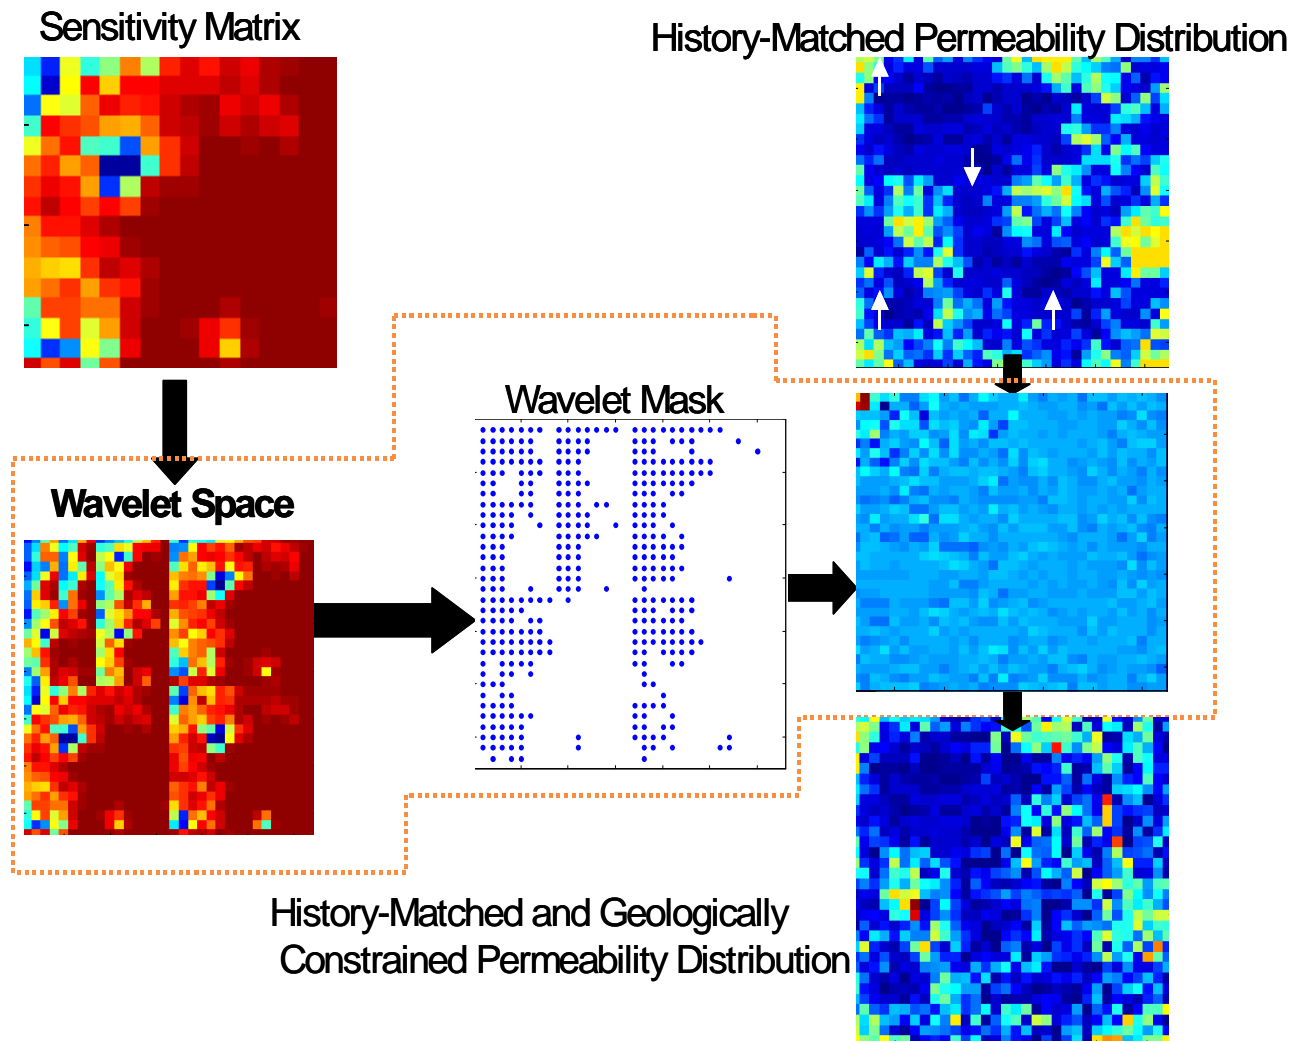 Sensitivity Matrix
History-Matched Permeability Distribution
Wavelet Mask
Wavelet Space
History-Matched and Geologically
Constrained Permeability Distribution